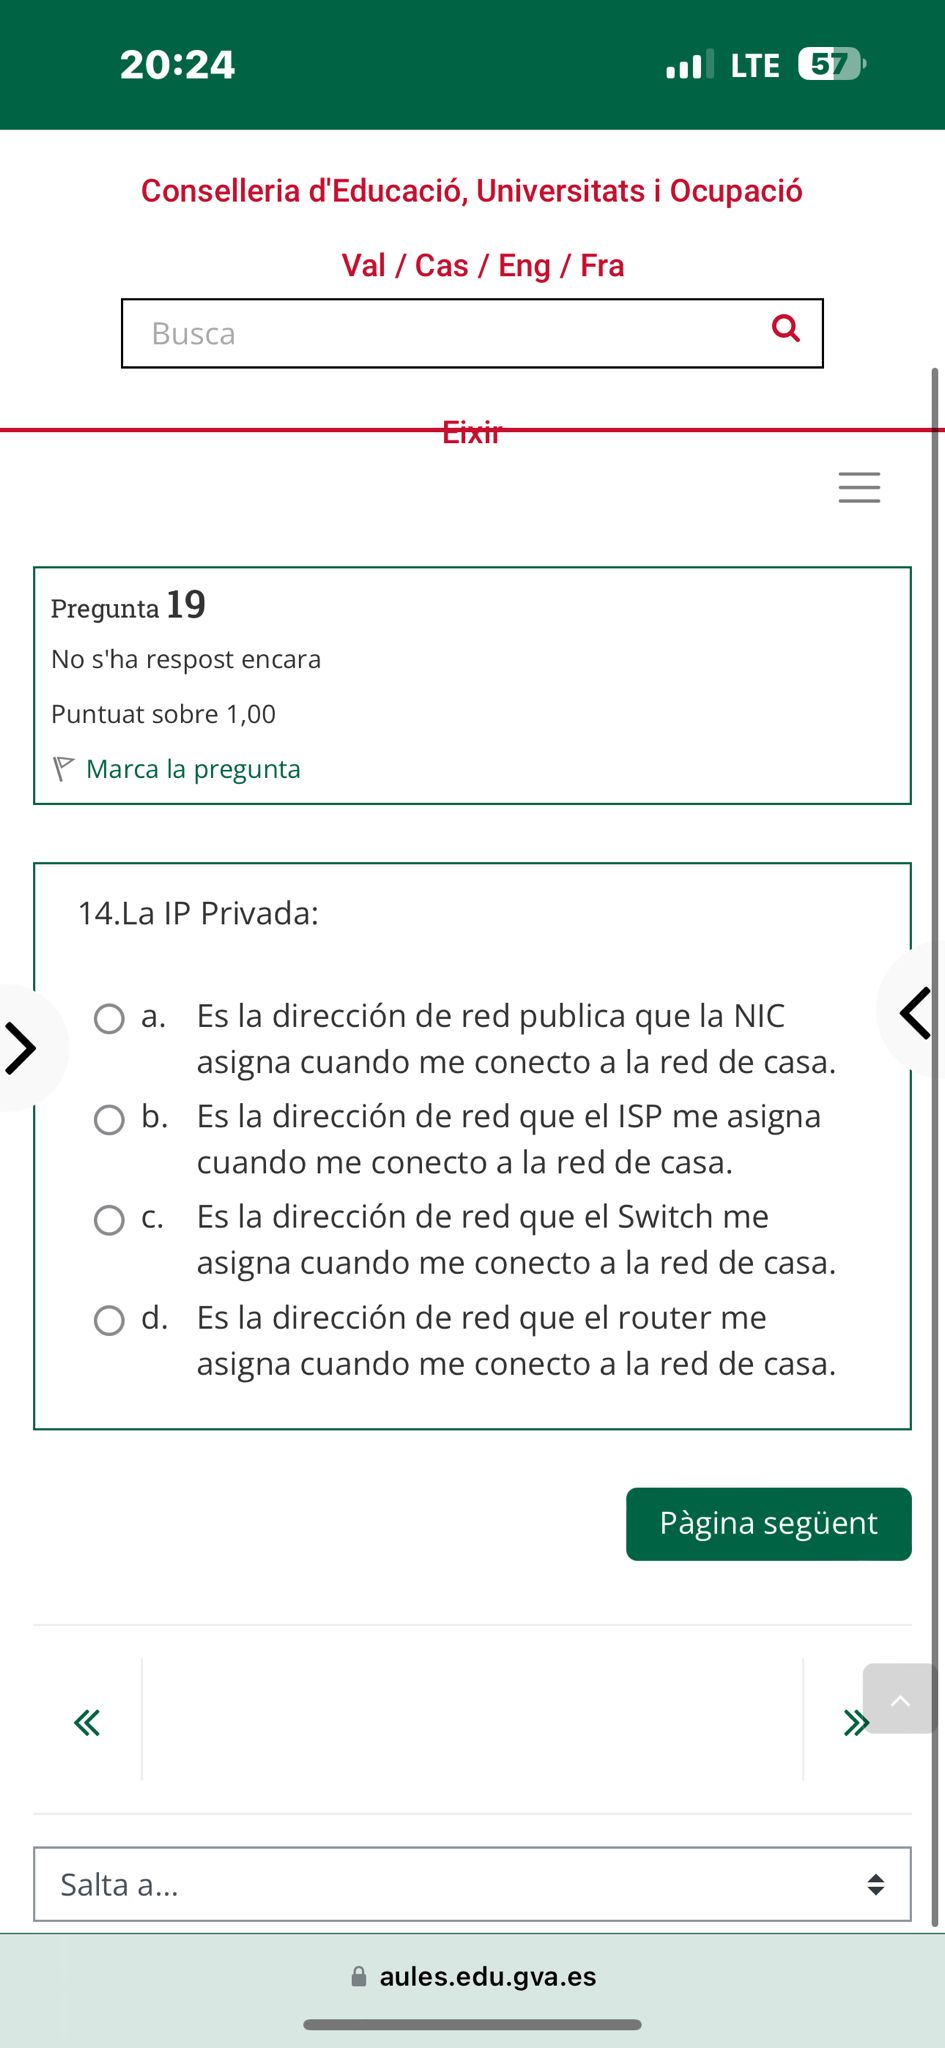 20:24
LTE 57
Conselleria d'Educació, Universitats i Ocupació
Val / Cas / Eng / Fra
Busca
Eixir
Pregunta 19
No s'ha respost encara
Puntuat sobre 1,00
Marca la pregunta
14.La IP Privada:
a. Es la dirección de red publica que la NIC
asigna cuando me conecto a la red de casa.
b. Es la dirección de red que el ISP me asigna
cuando me conecto a la red de casa.
c. Es la dirección de red que el Switch me
asigna cuando me conecto a la red de casa.
d. Es la dirección de red que el router me
asigna cuando me conecto a la red de casa.
Pàgina següent
Salta a...
aules.edu.gva.es